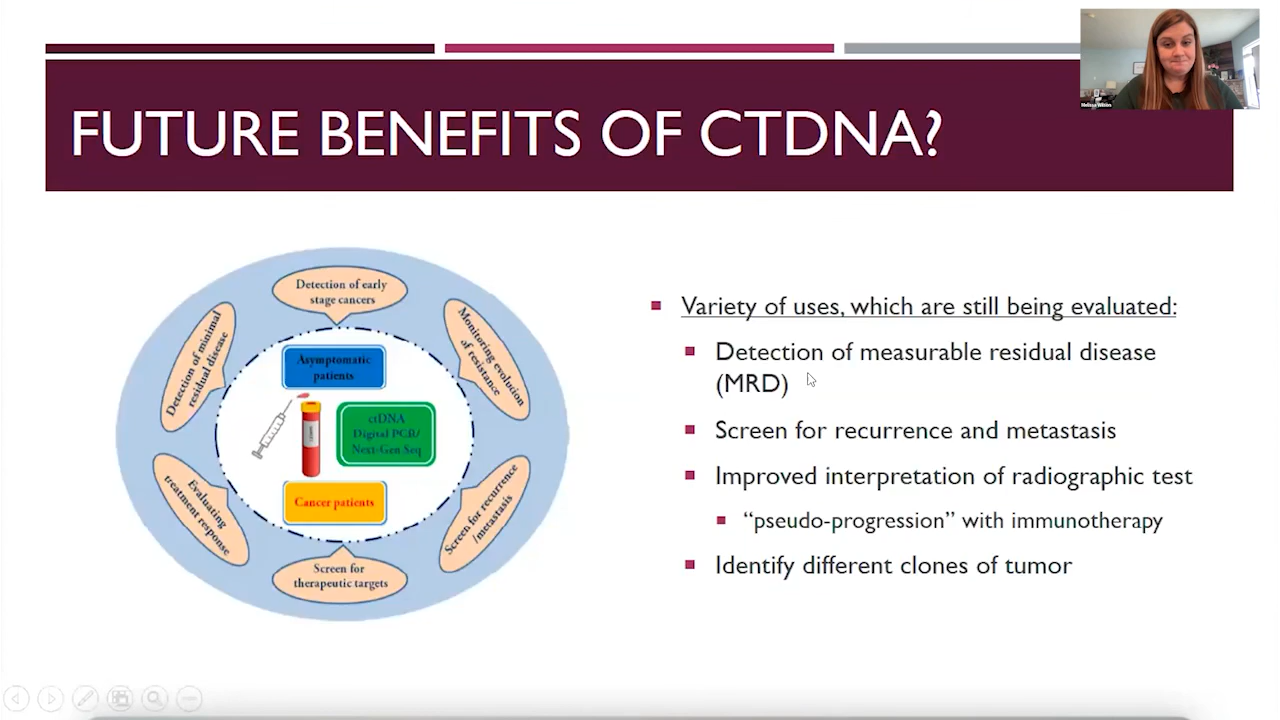 Melissa Wilson
FUTURE BENEFITS OF CTDNA?
Detection of early
stage cancers
Monitoring evolution
of resistance
Screen for recurrence
/metastasis
Screen for
therapeutic targets
Evaluating
treatment response
Detection of minimal
residual disease
Asymptomatic
patients
ctDNA
Digital PCR/
Next-Gen Seq
Cancer patients
Variety of uses, which are still being evaluated:
Detection of measurable residual disease
(MRD)
Screen for recurrence and metastasis
Improved interpretation of radiographic test
“pseudo-progression” with immunotherapy
Identify different clones of tumor